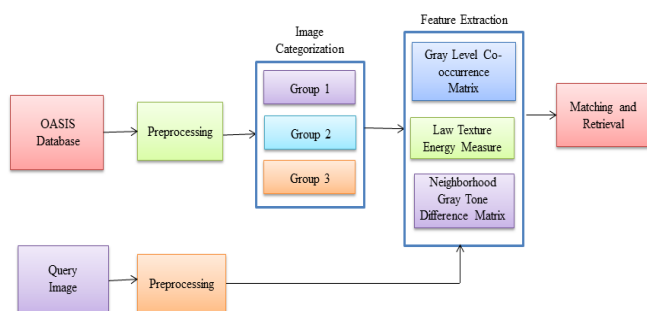 Image
Categorization
Feature Extraction
OASIS
Database
Preprocessing
Group 1
Group 2
Group 3
Gray Level Co-
occurrence
Matrix
Law Texture
Energy Measure
Neighborhood
Gray Tone
Difference Matrix
Matching and
Retrieval
Query
Image
Preprocessing